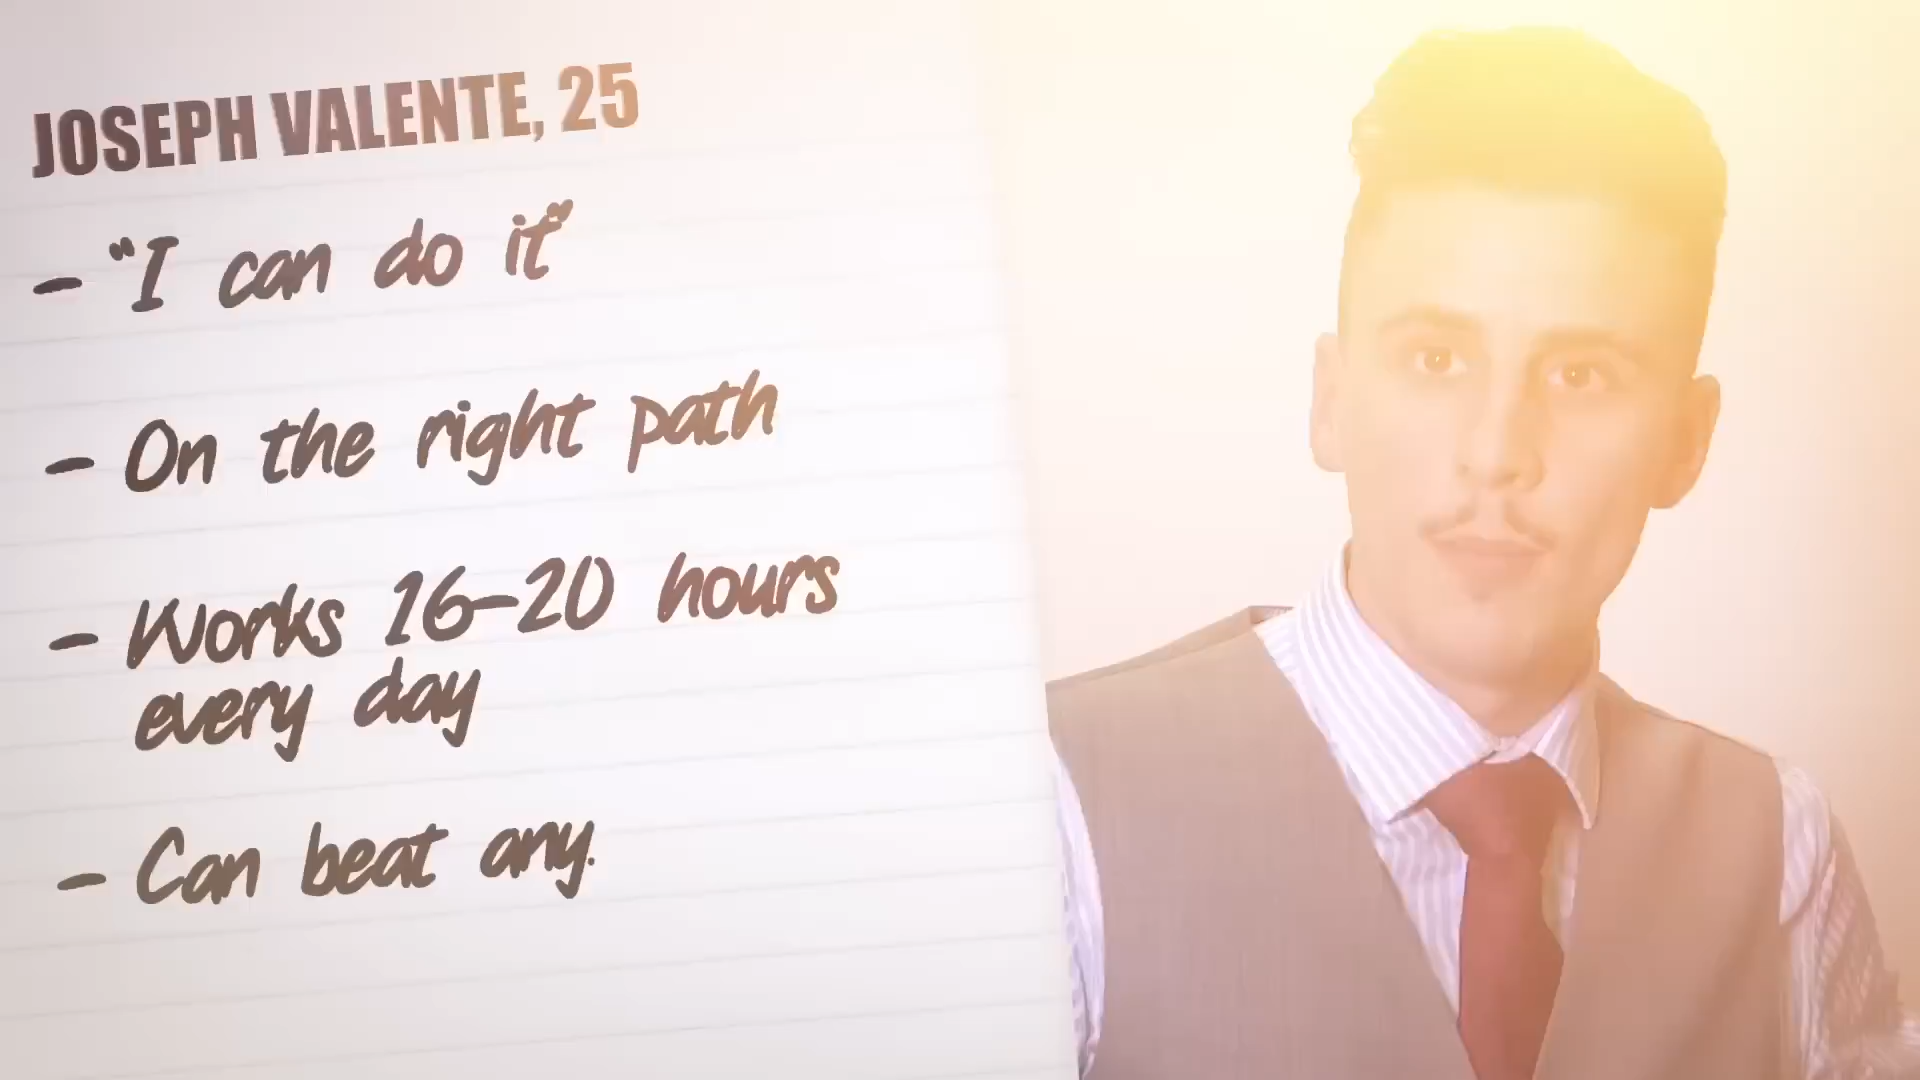 JOSEPH VALENTE, 25
- "I can do it"
- On the right path
- Works 16-20 hours
every day
- Can beat any.